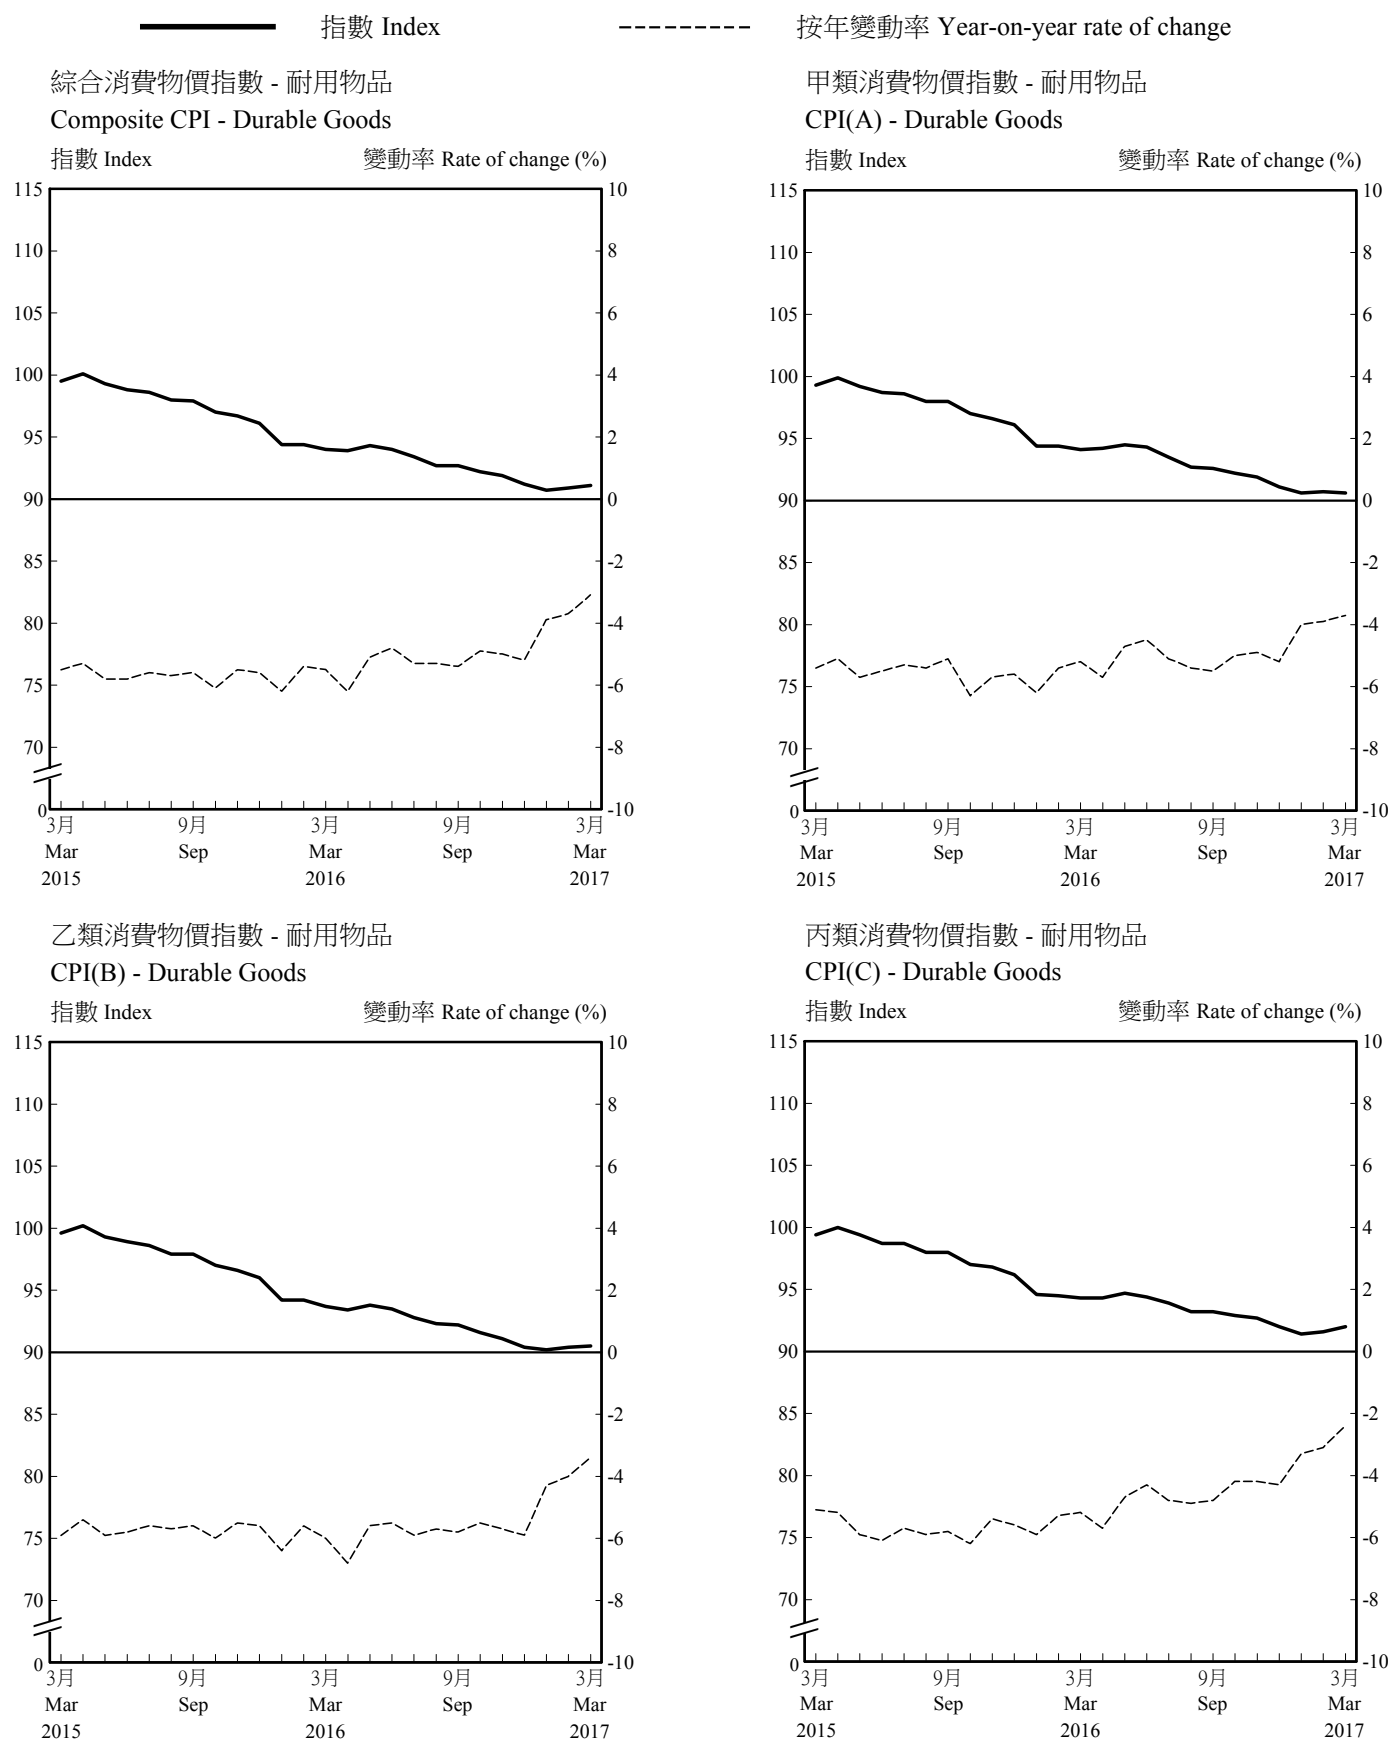 指數 Index 按年變動率 Year-on-year rate of change
綜合消費物價指數 - 耐用物品
Composite CPI - Durable Goods
指數 Index 變動率 Rate of change (%)
115 10
110 8
105 6
100 4
95 2
90 0
85 -2
80 -4
75 -6
70 -8
0 -10
3月 9月 3月 9月 3月
Mar Sep Mar Sep Mar
2015 2016 2017
甲類消費物價指數 - 耐用物品
CPI(A) - Durable Goods
指數 Index 變動率 Rate of change (%)
115 10
110 8
105 6
100 4
95 2
90 0
85 -2
80 -4
75 -6
70 -8
0 -10
3月 9月 3月 9月 3月
Mar Sep Mar Sep Mar
2015 2016 2017
乙類消費物價指數 - 耐用物品
CPI(B) - Durable Goods
指數 Index 變動率 Rate of change (%)
115 10
110 8
105 6
100 4
95 2
90 0
85 -2
80 -4
75 -6
70 -8
0 -10
3月 9月 3月 9月 3月
Mar Sep Mar Sep Mar
2015 2016 2017
丙類消費物價指數 - 耐用物品
CPI(C) - Durable Goods
指數 Index 變動率 Rate of change (%)
115 10
110 8
105 6
100 4
95 2
90 0
85 -2
80 -4
75 -6
70 -8
0 -10
3月 9月 3月 9月 3月
Mar Sep Mar Sep Mar
2015 2016 2017